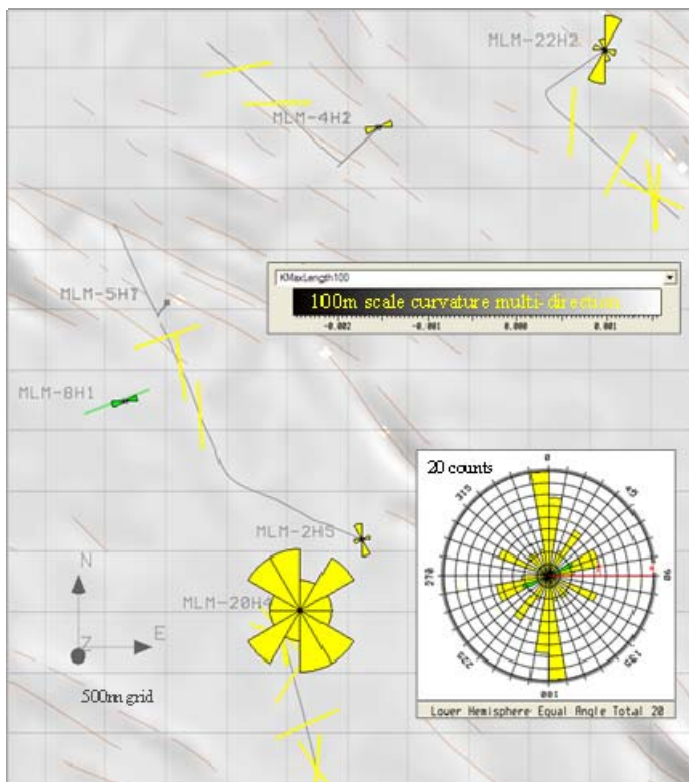 MLM-22H2
MLM-4H2
MLM-5H1
KMaxLength100
100m scale curvature multi-direction
-0.002 -0.001 0.000 0.001
MLM-8H1
20 counts
0
315 45
270 90
225 135
180
MLM-2H5
MLM-20H4
N
E
Z
500m grid
Lower Hemisphere Equal Angle Total 20